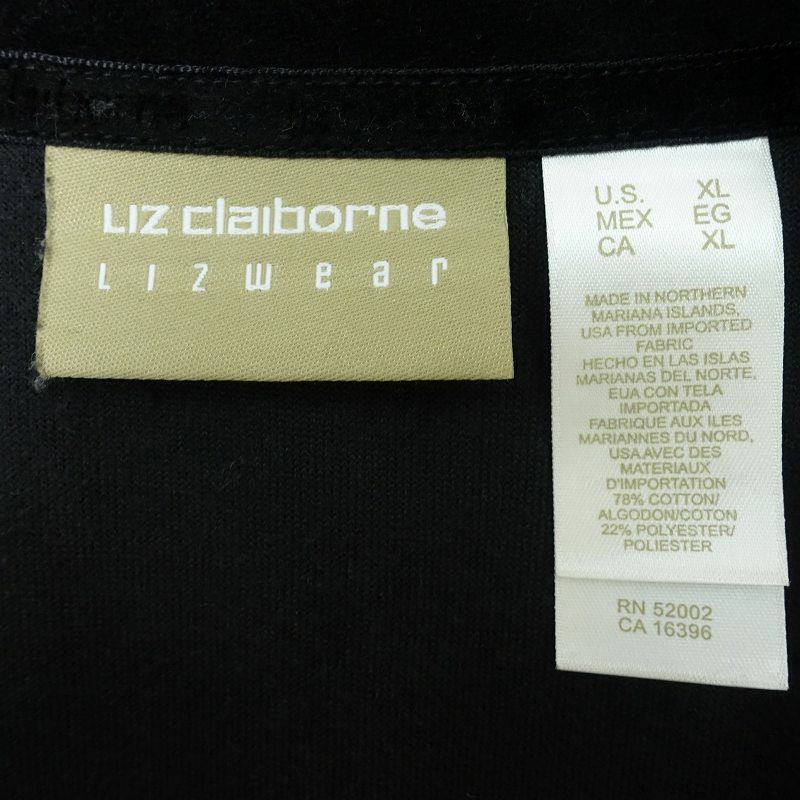 LIZ claiborne
LIZwear
U.S. XL
MEX EG
CA XL
MADE IN NORTHERN
MARIANA ISLANDS,
USA FROM IMPORTED
FABRIC
HECHO EN LAS ISLAS
MARIANAS DEL NORTE,
EUA CON TELA
IMPORTADA
FABRIQUE AUX ILES
MARIANNES DU NORD,
USA AVEC DES
MATERIAUX
D'IMPORTATION
78% COTTON/
ALGODON/COTON
22% POLYESTER/
POLIESTER
RN 52002
CA 16396